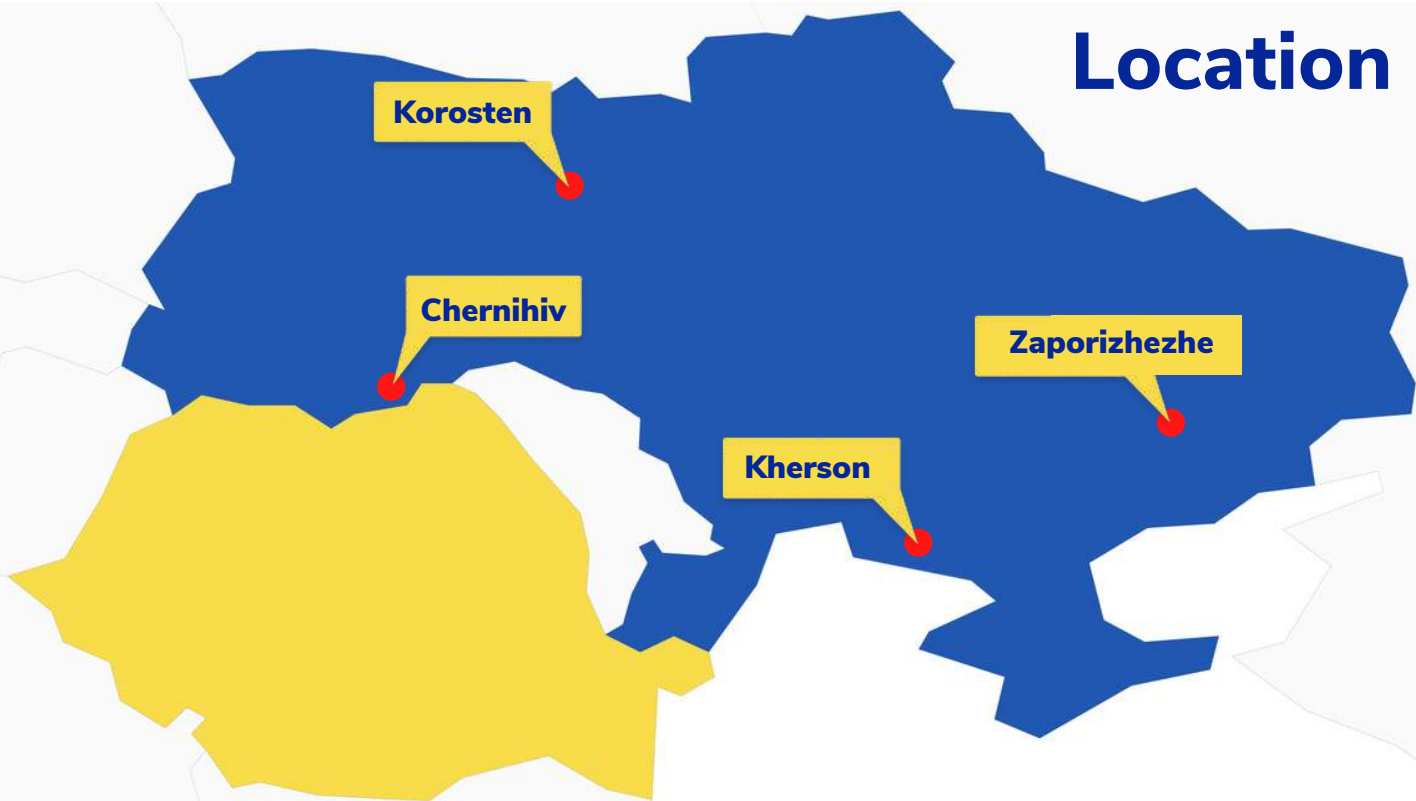 Location
Korosten
Chernihiv
Zaporizhezhe
Kherson